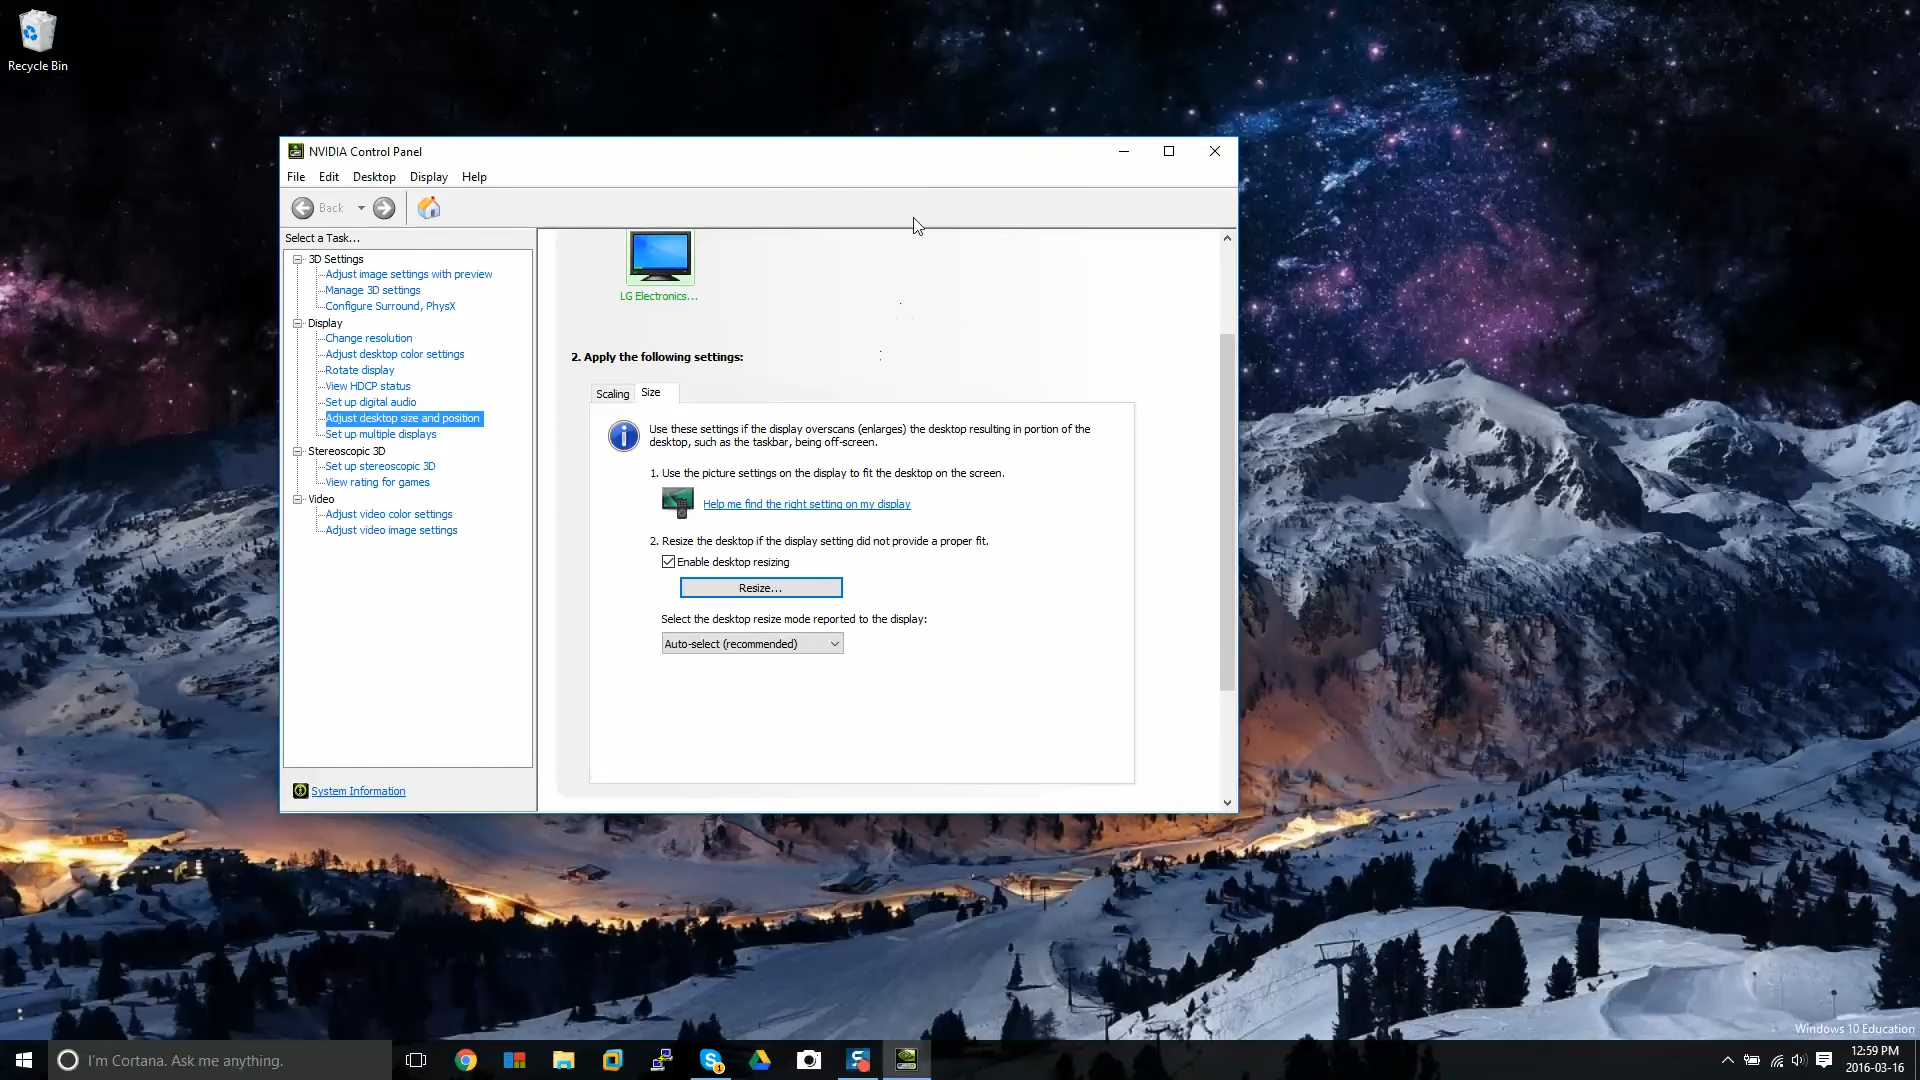 Recycle Bin
NVIDIA Control Panel
File Edit Desktop Display Help
Back
Select a Task...
3D Settings
Adjust image settings with preview
Manage 3D settings
Configure Surround, PhysX
Display
Change resolution
Adjust desktop color settings
Rotate display
View HDCP status
Set up digital audio
Adjust desktop size and position
Set up multiple displays
Stereoscopic 3D
Set up stereoscopic 3D
View rating for games
Video
Adjust video color settings
Adjust video image settings
System Information
LG Electronics...
2. Apply the following settings:
Scaling Size
Use these settings if the display overscans (enlarges) the desktop resulting in portion of the
desktop, such as the taskbar, being off-screen.
1. Use the picture settings on the display to fit the desktop on the screen.
Help me find the right setting on my display
2. Resize the desktop if the display setting did not provide a proper fit.
Enable desktop resizing
Resize...
Select the desktop resize mode reported to the display:
Auto-select (recommended)
Windows 10 Education
I'm Cortana. Ask me anything.
1
12:59 PM
2016-03-16